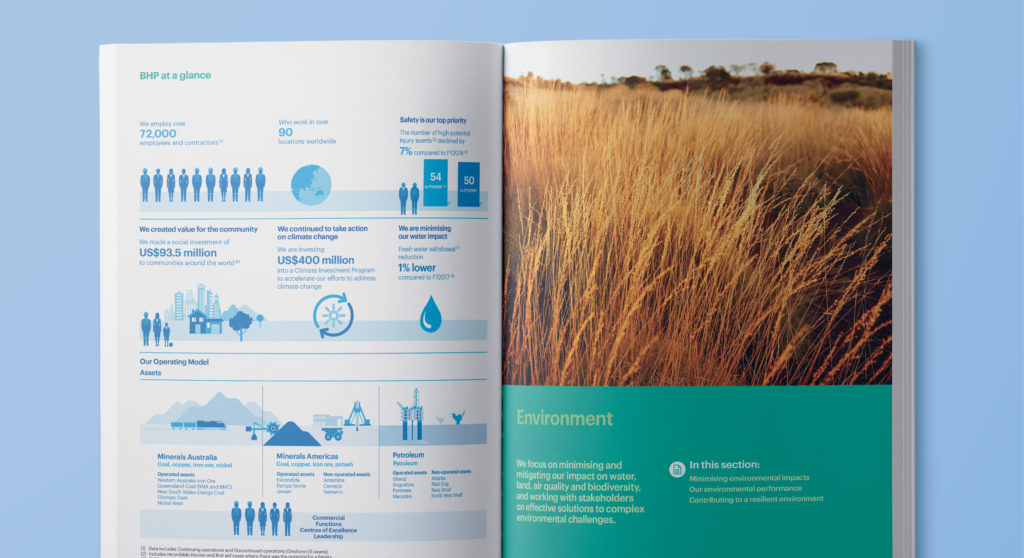 BHP at a glance
We employ over
72,000
employees and contractors (1)
Who work in over
90
locations worldwide
Safety is our top priority
The number of high-potential
injury events (2) declined by
7% compared to FY2018 (3)
54
50
We created value for the community
We made a social investment of
US$93.5 million
to communities around the world (4)
We continued to take action
on climate change
We are investing
US$400 million
into a Climate Investment Program
to accelerate our efforts to address
climate change
We are minimising
our water impact
Fresh water withdrawal
reduction
1% lower
compared to FY2017
Our Operating Model
Assets
Minerals Australia
Coal, copper, iron ore, nickel
Operated assets
Western Australia Iron Ore
Queensland Coal (BMA and BMC)
New South Wales Energy Coal
Olympic Dam
Nickel West
Minerals Americas
Coal, copper, iron ore, potash
Operated assets
Escondida
Pampa Norte
Jansen
Non-operated assets
Antamina
Cerrejón
Samarco
Petroleum
Petroleum
Operated assets
Shenzi
Angostura
Pyrenees
Macedon
Non-operated assets
Atlantis
Mad Dog
Bass Strait
North West Shelf
Commercial
Functions
Centres of Excellence
Leadership
(1) Data includes Continuing operations and Discontinued operations (Onshore US assets).
(2) Includes recordable injuries and first aid cases where there was the potential for a fatality.
Environment
We focus on minimising and
mitigating our impact on water,
land, air quality and biodiversity,
and working with stakeholders
on effective solutions to complex
environmental challenges.
In this section:
Minimising environmental impacts
Our environmental performance
Contributing to a resilient environment